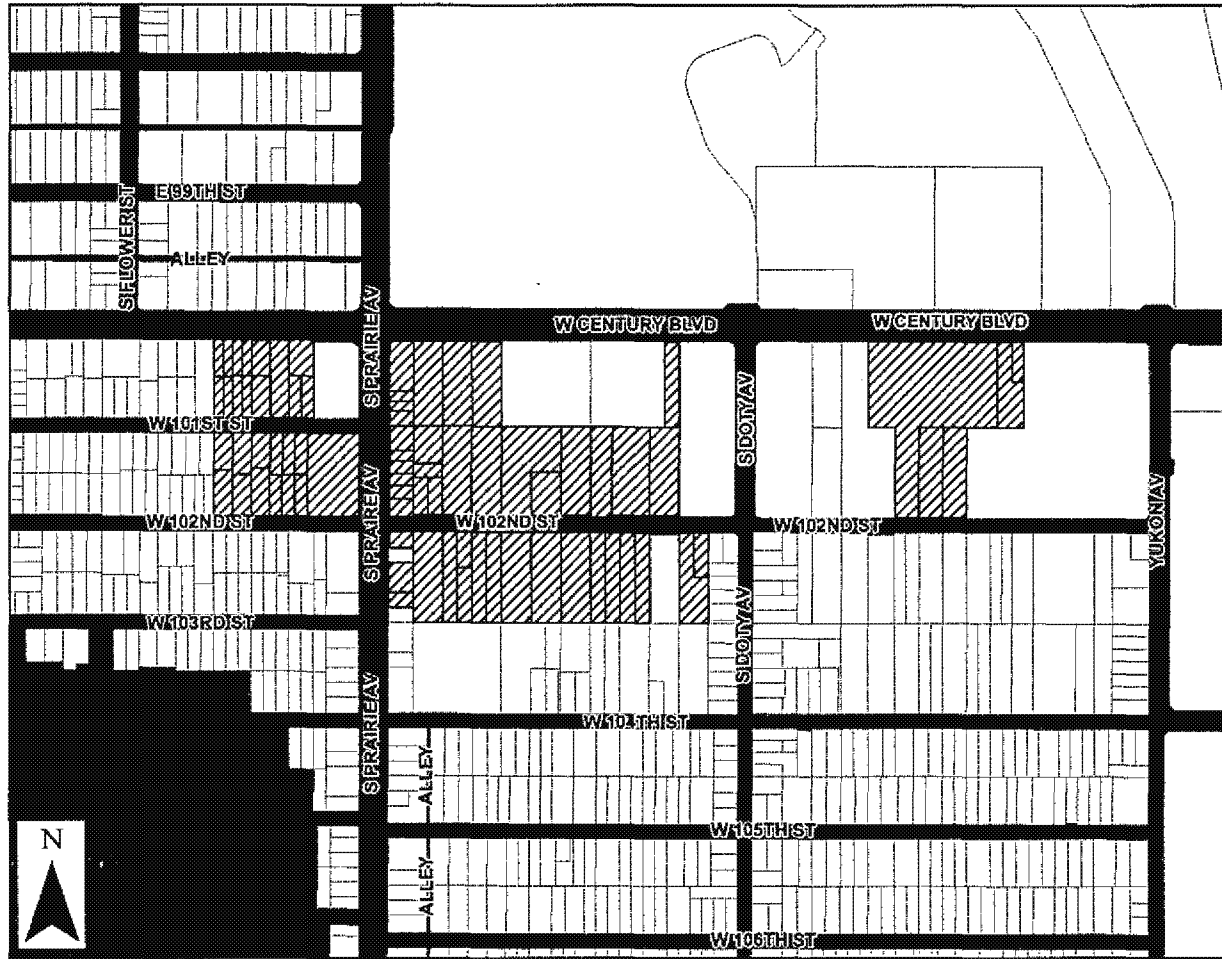 E 99TH ST
S FLOWER ST
ALLEY
S PRAIRIE AV
W CENTURY BLVD
W CENTURY BLVD
W 101ST ST
S DOTY AV
S PRAIRE AV
W 102ND ST
W 102ND ST
W 102ND ST
YUKON AV
W 103RD ST
S DOTY AV
S PRAIRIE AV
W 104TH ST
ALLEY
W 105TH ST
N
ALLEY
W 106TH ST